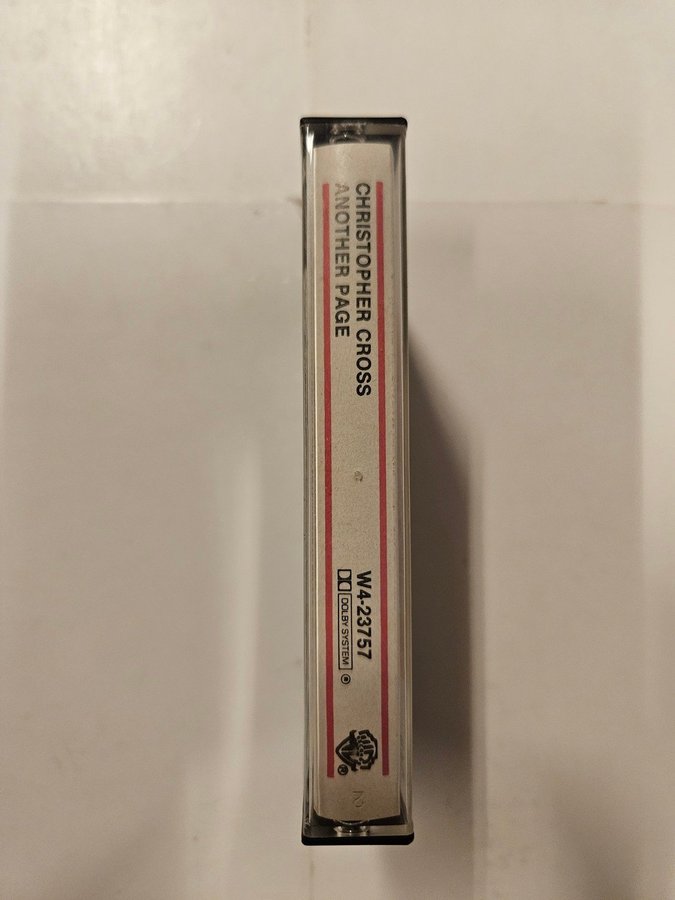 CHRISTOPHER CROSS
ANOTHER PAGE
W4-23757
DOLBY SYSTEM
®